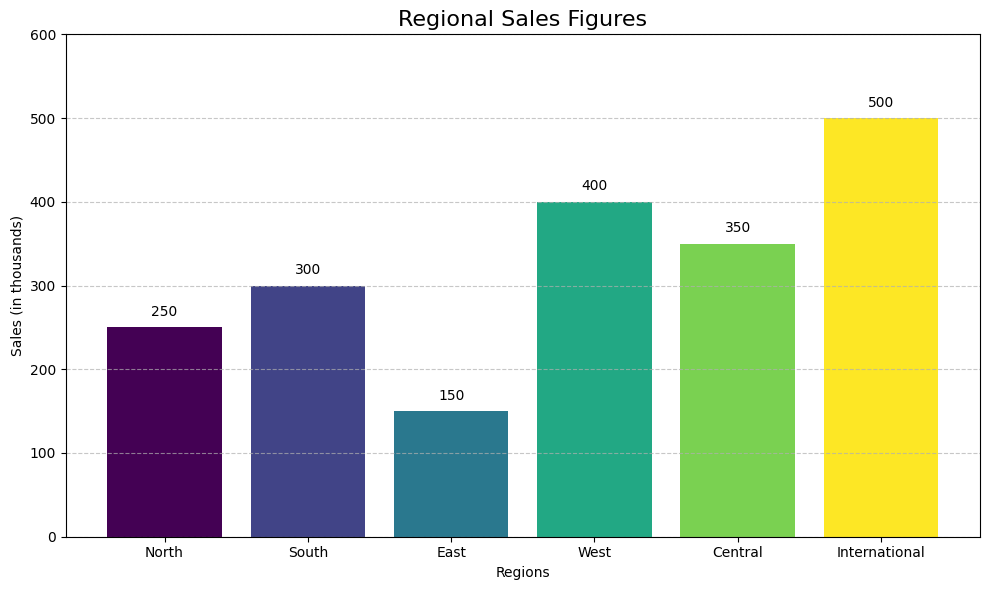 Regional Sales Figures
600
500
400
300
200
100
0
Sales (in thousands)
250
300
150
400
350
500
North
South
East
West
Central
International
Regions